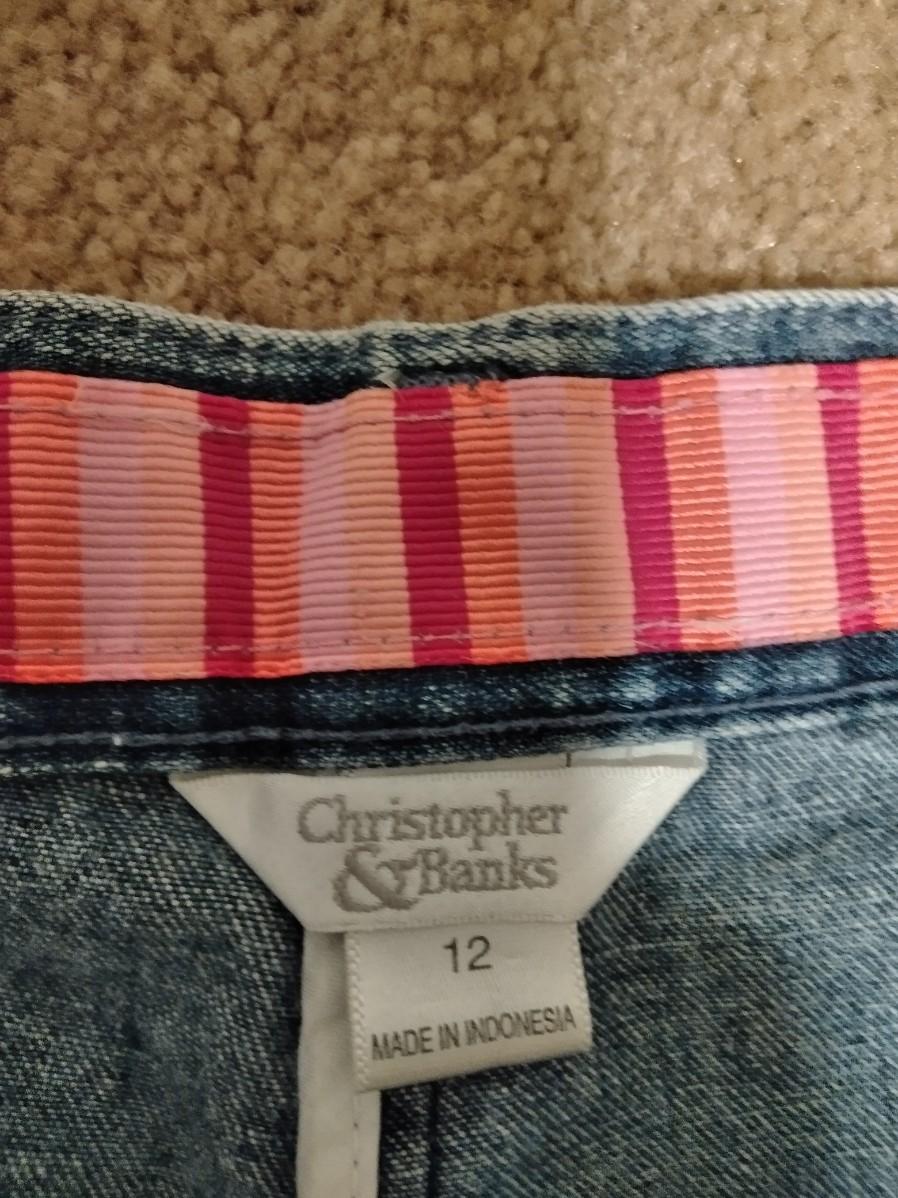 Christopher
& Banks
12
MADE IN INDONESIA